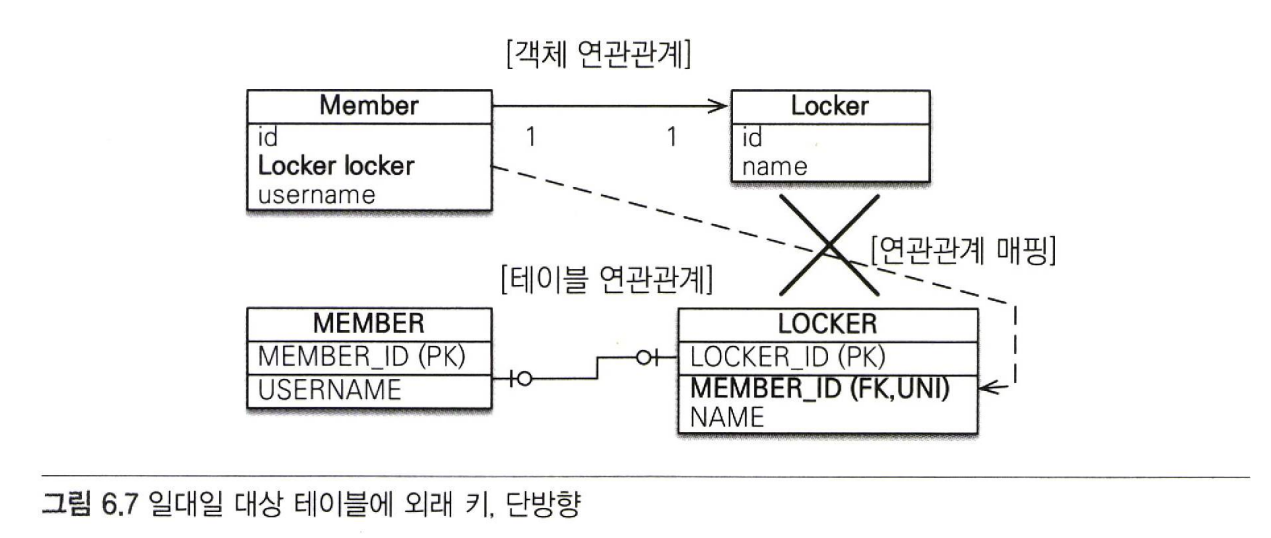 [객체 연관관계]
Member
id
Locker locker
username
1
1
Locker
id
name
[연관관계 매핑]
[테이블 연관관계]
MEMBER
MEMBER_ID (PK)
USERNAME
LOCKER
LOCKER_ID (PK)
MEMBER_ID (FK,UNI)
NAME
그림 6.7 일대일 대상 테이블에 외래 키, 단방향